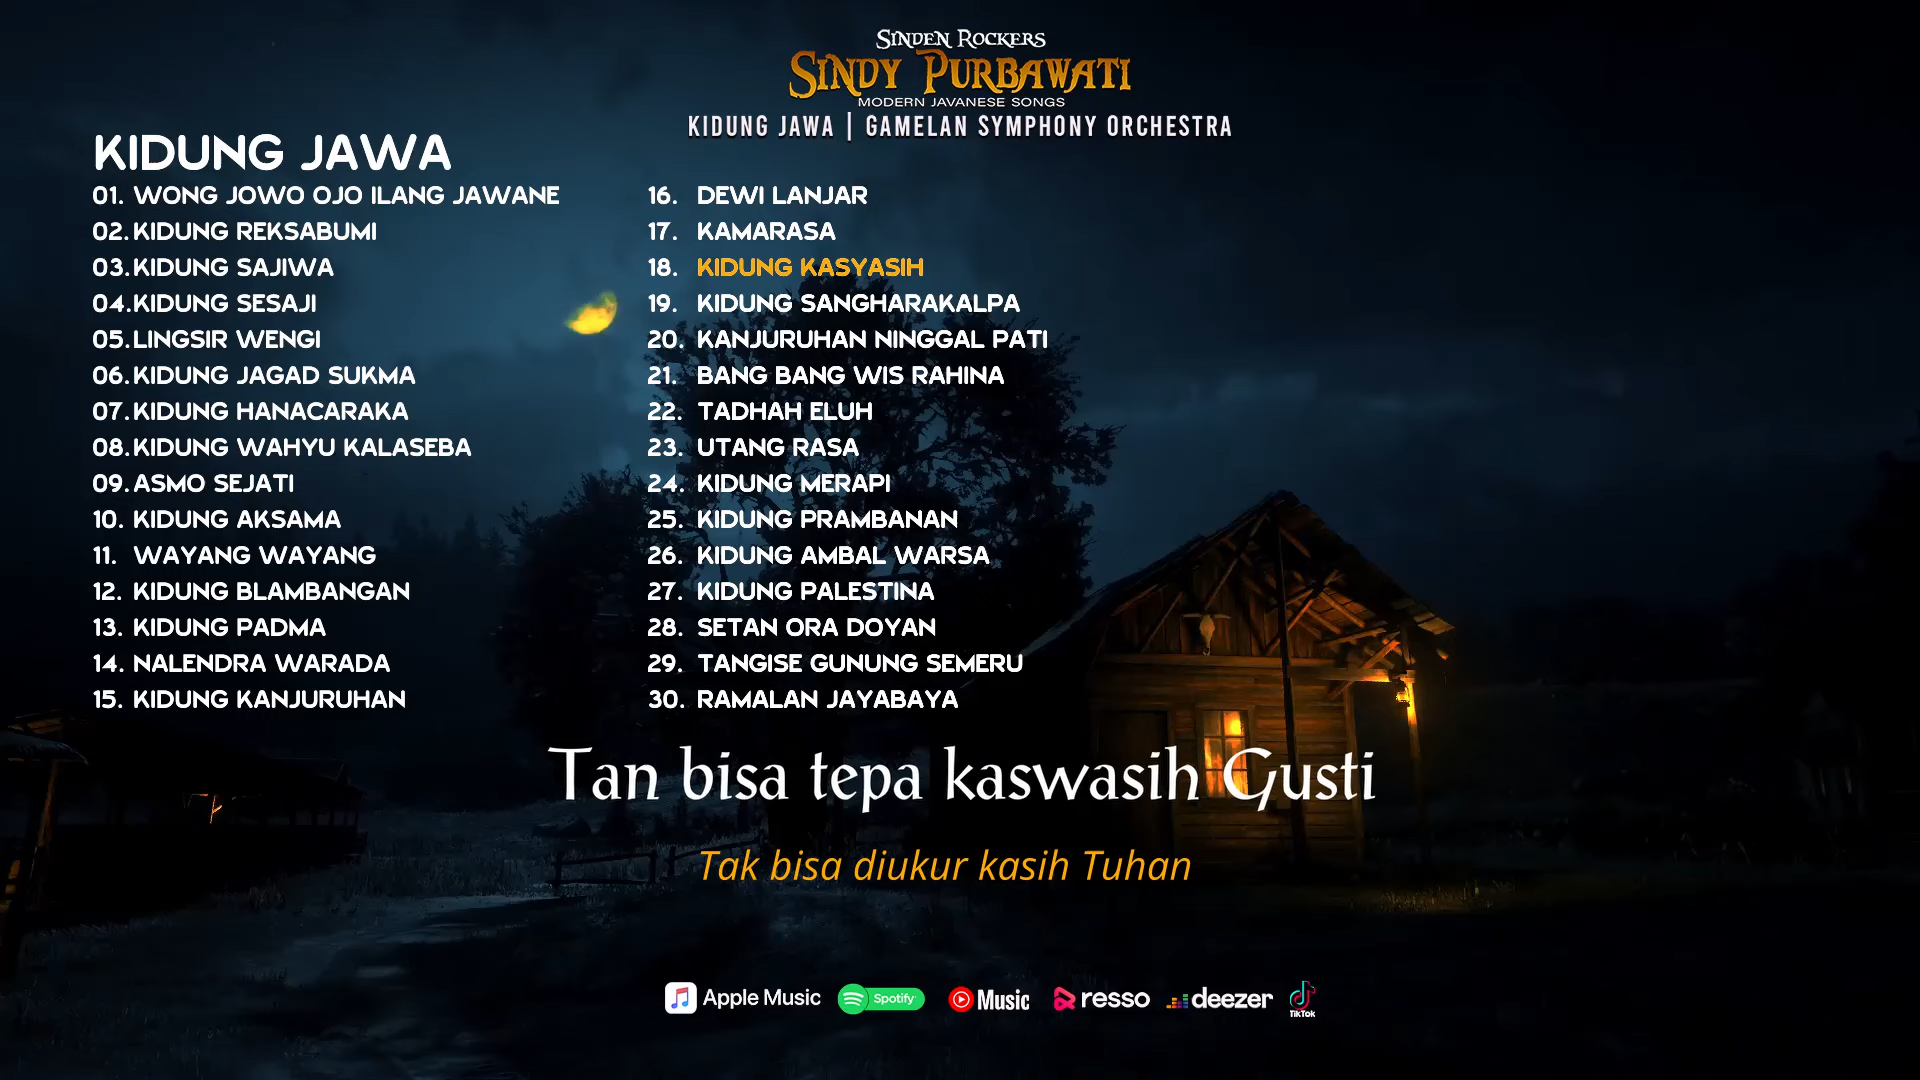 SINDEN ROCKERS
SINDY PURBAWATI
MODERN JAVANESE SONGS
KIDUNG JAWA | GAMELAN SYMPHONY ORCHESTRA
KIDUNG JAWA
01. WONG JOWO OJO ILANG JAWANE
02. KIDUNG REKSABUMI
03. KIDUNG SAJIWA
04. KIDUNG SESAJI
05. LINGSIR WENGI
06. KIDUNG JAGAD SUKMA
07. KIDUNG HANACARAKA
08. KIDUNG WAHYU KALASEBA
09. ASMO SEJATI
10. KIDUNG AKSAMA
11. WAYANG WAYANG
12. KIDUNG BLAMBANGAN
13. KIDUNG PADMA
14. NALENDRA WARADA
15. KIDUNG KANJURUHAN
16. DEWI LANJAR
17. KAMARASA
18. KIDUNG KASYASIH
19. KIDUNG SANGHARAKALPA
20. KANJURUHAN NINGGAL PATI
21. BANG BANG WIS RAHINA
22. TADHAH ELUH
23. UTANG RASA
24. KIDUNG MERAPI
25. KIDUNG PRAMBANAN
26. KIDUNG AMBAL WARSA
27. KIDUNG PALESTINA
28. SETAN ORA DOYAN
29. TANGISE GUNUNG SEMERU
30. RAMALAN JAYABAYA
Tan bisa tepa kaswasih Gusti
Tak bisa diukur kasih Tuhan
Apple Music Spotify Music resso deezer TikTok